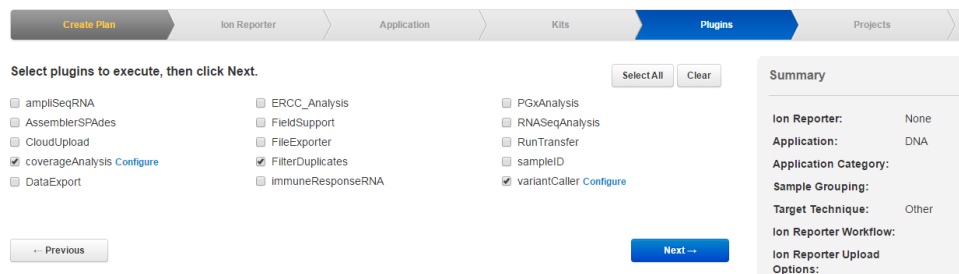 Create Plan
Ion Reporter
Application
Kits
Plugins
Projects
Select plugins to execute, then click Next.
Select All
Clear
ampliSeqRNA
ERCC_Analysis
PGxAnalysis
AssemblerSPAdes
FieldSupport
RNASeqAnalysis
CloudUpload
FileExporter
RunTransfer
coverageAnalysis Configure
FilterDuplicates
sampleID
DataExport
immuneResponseRNA
variantCaller Configure
← Previous
Next →
Summary
Ion Reporter: None
Application: DNA
Application Category:
Sample Grouping:
Target Technique: Other
Ion Reporter Workflow:
Ion Reporter Upload
Options: